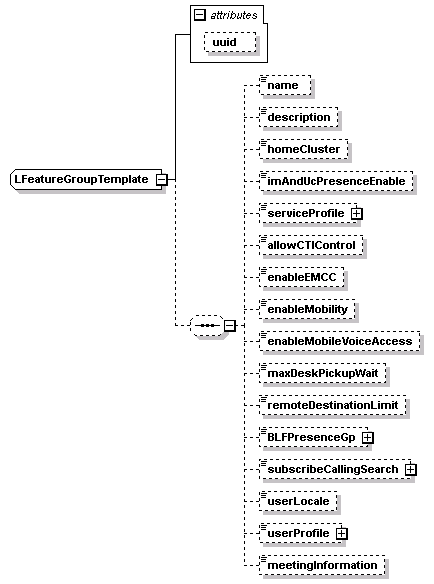 attributes
uuid
name
description
homeCluster
imAndUcPresenceEnable
LFeatureGroupTemplate
serviceProfile
allowCTIControl
enableEMCC
enableMobility
enableMobileVoiceAccess
maxDeskPickupWait
remoteDestinationLimit
BLFPresenceGp
subscribeCallingSearch
userLocale
userProfile
meetingInformation